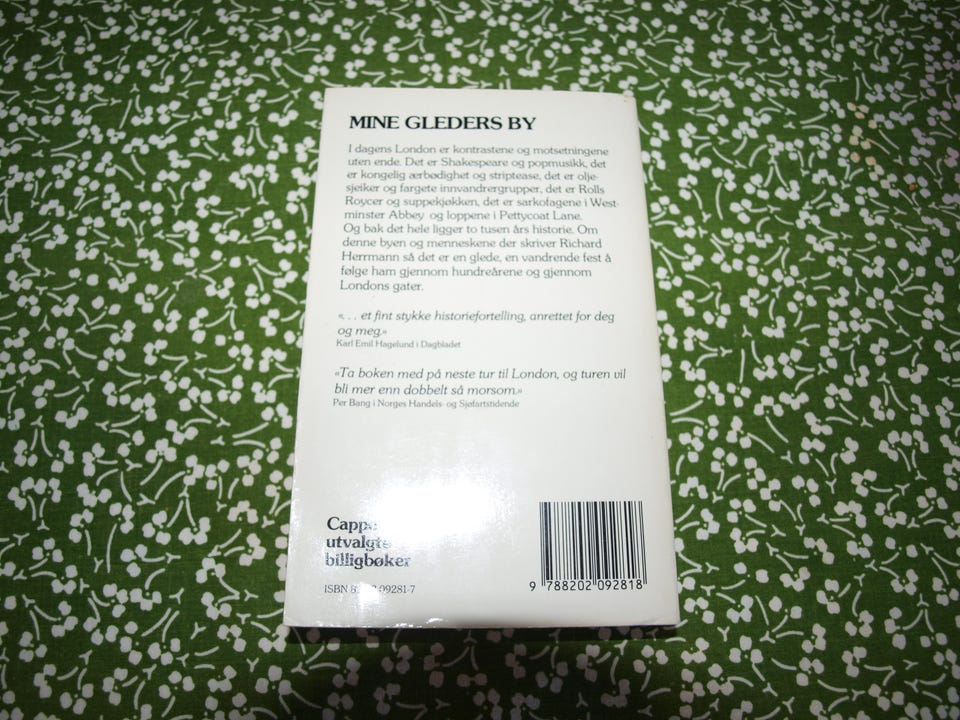 MINE GLEDERS BY
I dagens London er kontrastene og motsetningene
uten ende. Det er Shakespeare og popmusikk, det
er kongelig ærbødighet og striptease, det er olje-
sjeiker og fargete innvandrergrupper, det er Rolls
Roycer og suppekjøkken, det er sarkofagene i West-
minster Abbey og loppene i Pettycoat Lane.
Og bak det hele ligger to tusen års historie. Om
denne byen og menneskene der skriver Richard
Herrmann så det er en glede, en vandrende fest å
følge ham gjennom hundreårene og gjennom
Londons gater.
«. . . et fint stykke historiefortelling, anrettet for deg
og meg.»
Karl Emil Hagelund i Dagbladet
«Ta boken med på neste tur til London, og turen vil
bli mer enn dobbelt så morsom.»
Per Bang i Norges Handels- og Sjøfartstidende
utvalgte
billigbøker
ISBN 09281-7
9 788202 092818